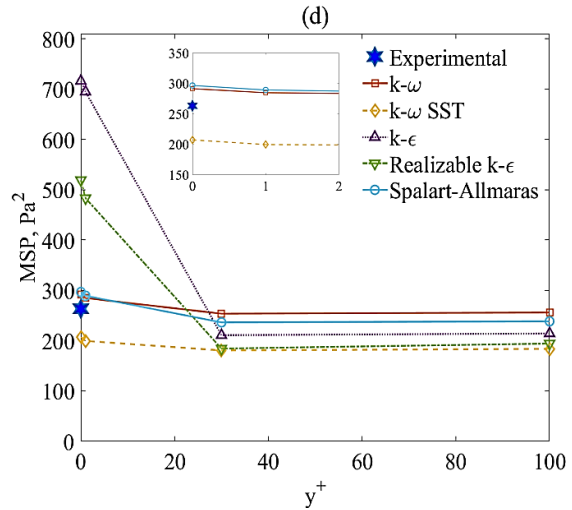 (d)
MSP, Pa²
800
700
600
500
400
300
200
100
0
0 20 40 60 80 100
y⁺
350
300
250
200
150
0 1 2
Experimental
k-ω
k-ω SST
k-ϵ
Realizable k-ϵ
Spalart-Allmaras